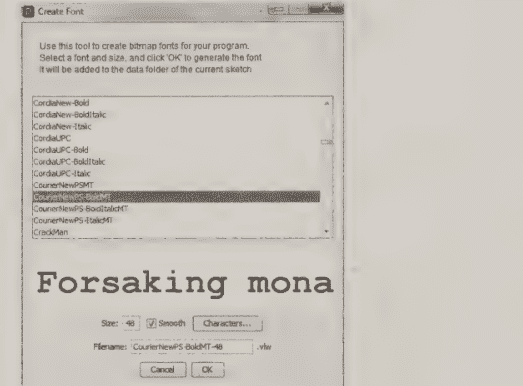 Create Font
Use this tool to create bitmap fonts for your program.
Select a font and size, and click 'OK' to generate the font
It will be added to the data folder of the current sketch
CordiaNew-Bold
CordiaNew-BoldItalic
CordiaNew-Italic
CordiaUPC
CordiaUPC-Bold
CordiaUPC-BoldItalic
CordiaUPC-Italic
CourierNewPSMT
CourierNewPS-BoldMT
CourierNewPS-BoldItalicMT
CourierNewPS-ItalicMT
CrackMan
Forsaking mona
Size: 48 Smooth Characters...
Filename: CourierNewPS-BoldMT-48 .vlw
Cancel OK